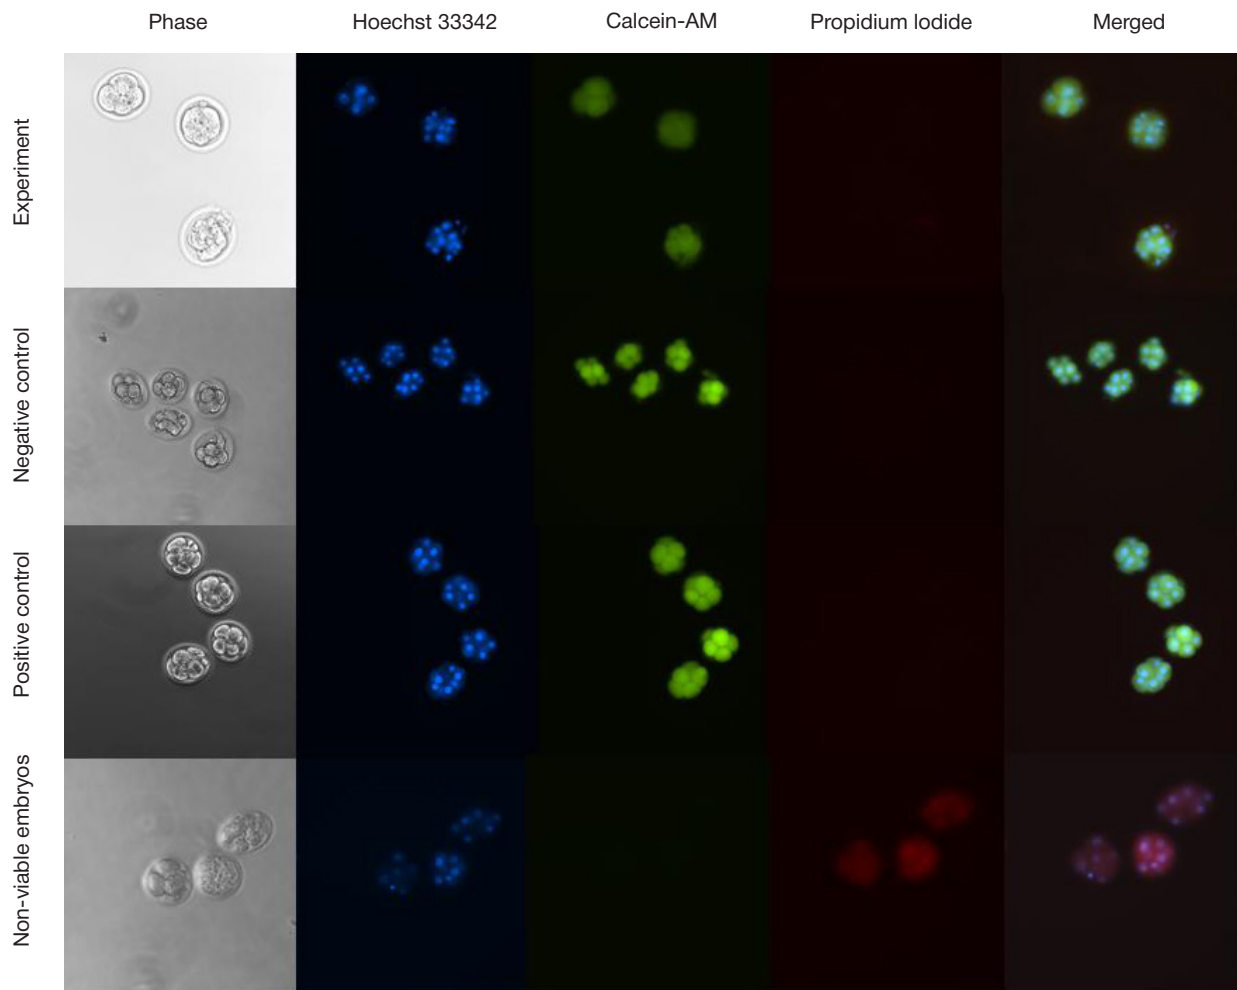 Phase Hoechst 33342 Calcein-AM Propidium Iodide Merged
Experiment
Negative control
Positive control
Non-viable embryos